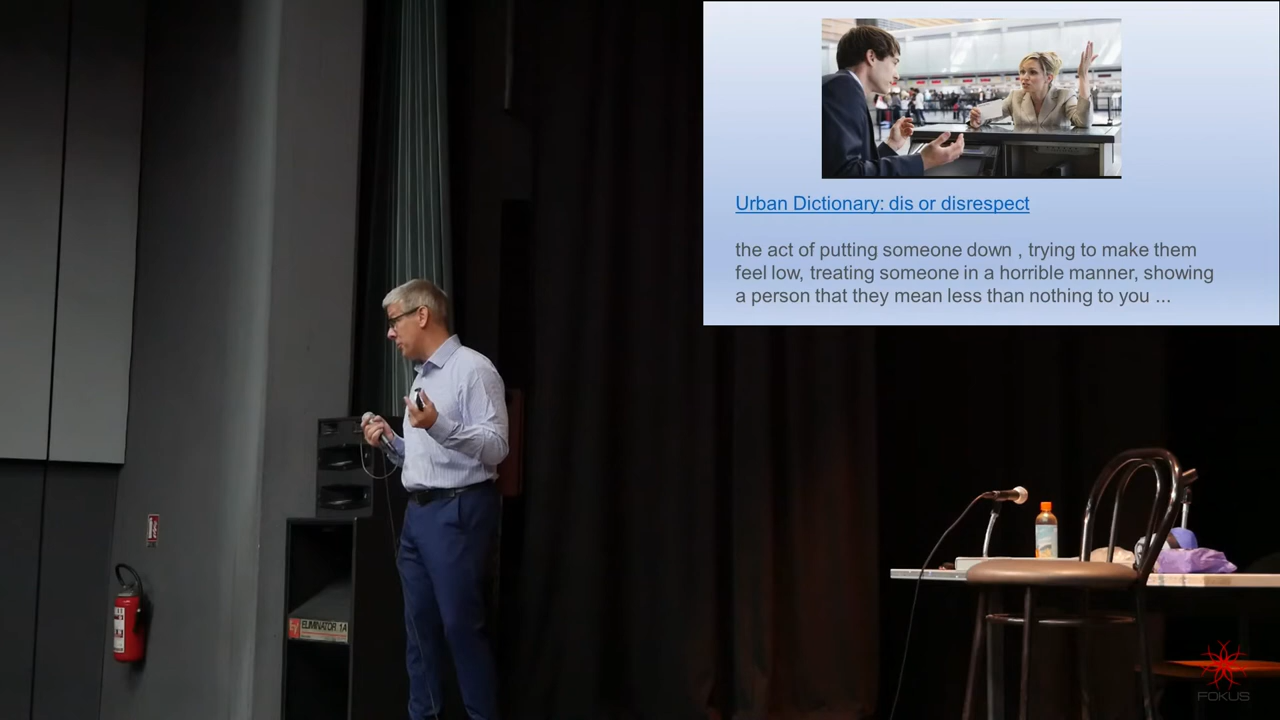 Urban Dictionary: dis or disrespect
the act of putting someone down , trying to make them
feel low, treating someone in a horrible manner, showing
a person that they mean less than nothing to you ...
ELIMINATOR 1A
FOKUS